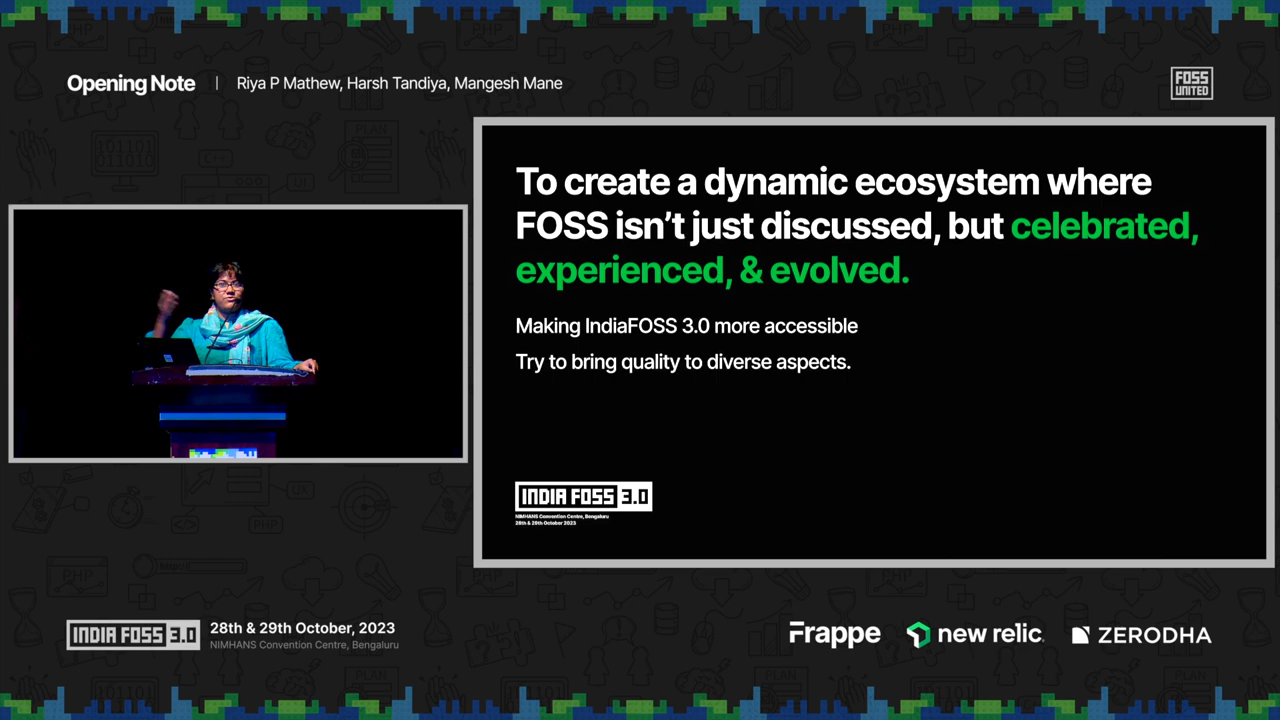 Opening Note | Riya P Mathew, Harsh Tandiya, Mangesh Mane
FOSS
UNITED
To create a dynamic ecosystem where
FOSS isn’t just discussed, but celebrated,
experienced, & evolved.
Making IndiaFOSS 3.0 more accessible
Try to bring quality to diverse aspects.
INDIA FOSS 3.0
NIMHANS Convention Centre, Bengaluru
28th & 29th October 2023
INDIA FOSS 3.0
28th & 29th October, 2023
NIMHANS Convention Centre, Bengaluru
Frappe
new relic
ZERODHA